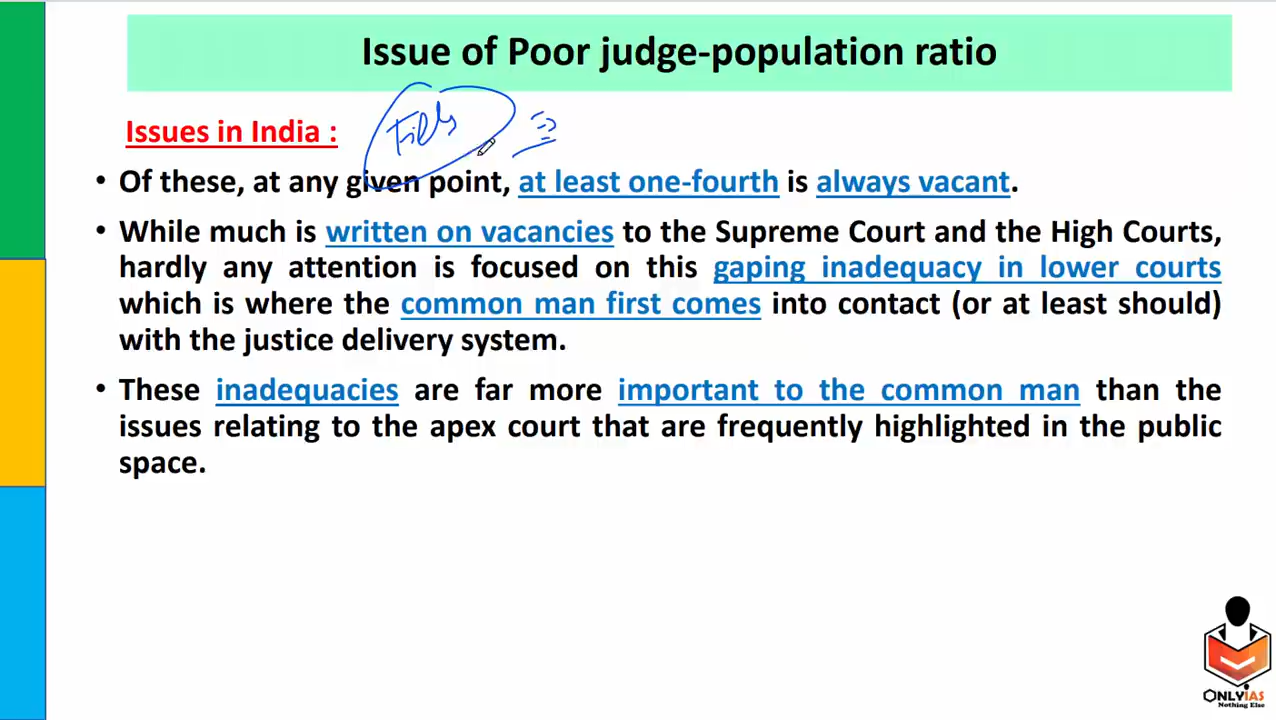 Issue of Poor judge-population ratio
Issues in India :
• Of these, at any given point, at least one-fourth is always vacant.
• While much is written on vacancies to the Supreme Court and the High Courts,
hardly any attention is focused on this gaping inadequacy in lower courts
which is where the common man first comes into contact (or at least should)
with the justice delivery system.
• These inadequacies are far more important to the common man than the
issues relating to the apex court that are frequently highlighted in the public
space.
ONLYIAS
Nothing Else